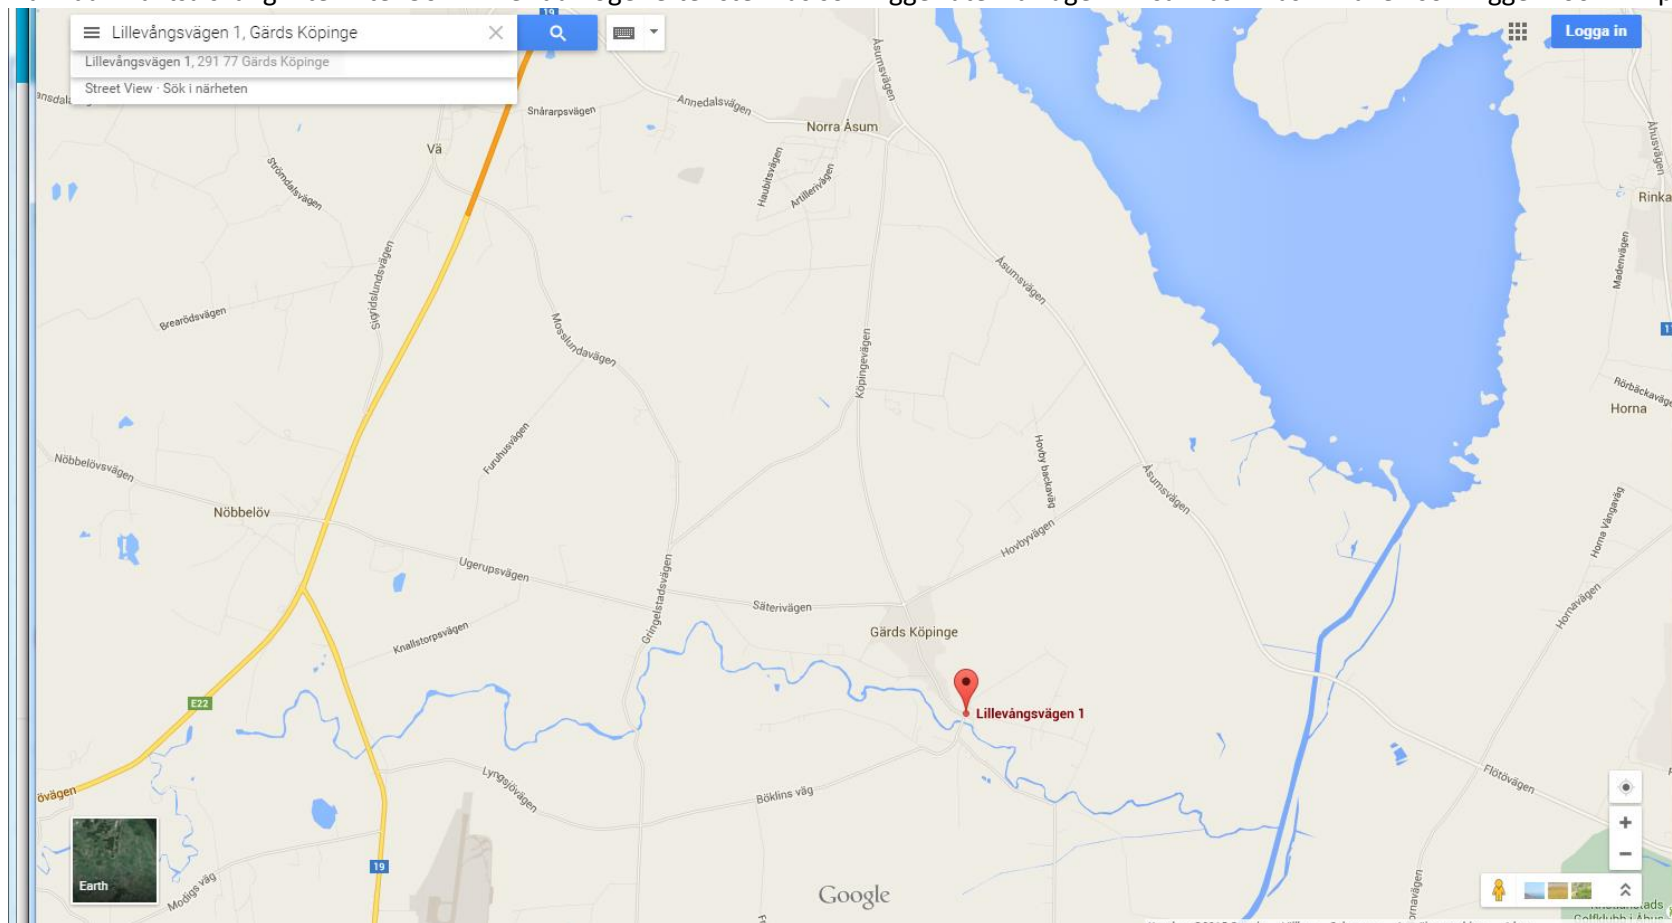 19
Lillevångsvägen 1, Gärds Köpinge
Logga in
Lillevångsvägen 1, 291 77 Gärds Köpinge
Street View · Sök i närheten
Snårarpsvägen
Annedalsvägen
Åsumsvägen
Norra Åsum
Åhusvägen
Vä
Strömdalsvägen
Haubitsvägen
Artillerivägen
Rinka
Sigridslundsvägen
Åsumsvägen
Madenvägen
Brearödsvägen
Mosslundavägen
Köpingevägen
Rörbäckaväge
Horna
Furuhusvägen
Hovby backaväg
Nöbbelövsvägen
Åsumsvägen
Nöbbelöv
Horna Vångaväg
Hovbyvägen
Ugerupsvägen
Gringelstadsvägen
Säterivägen
Hornavägen
Knallstorpsvägen
Gärds Köpinge
E22
Lillevångsvägen 1
Lyngsjövägen
Flötövägen
övägen
Böklins väg
Earth
Modigs väg
19
Google